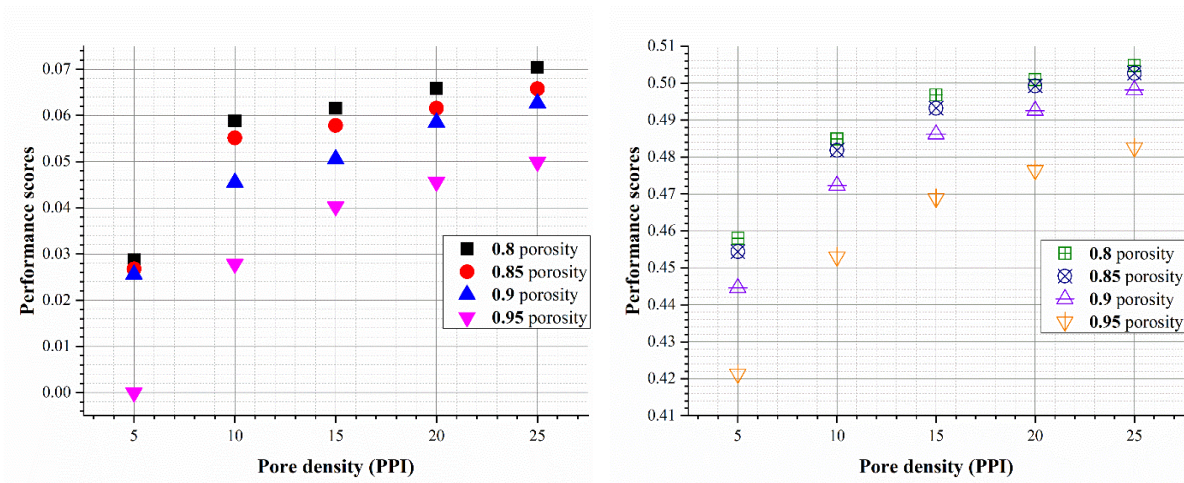 0.07
0.06
0.05
0.04
0.03
0.02
0.01
0.00
Performance scores
5 10 15 20 25
Pore density (PPI)
0.8 porosity
0.85 porosity
0.9 porosity
0.95 porosity
0.51
0.50
0.49
0.48
0.47
0.46
0.45
0.44
0.43
0.42
0.41
Performance scores
5 10 15 20 25
Pore density (PPI)
0.8 porosity
0.85 porosity
0.9 porosity
0.95 porosity